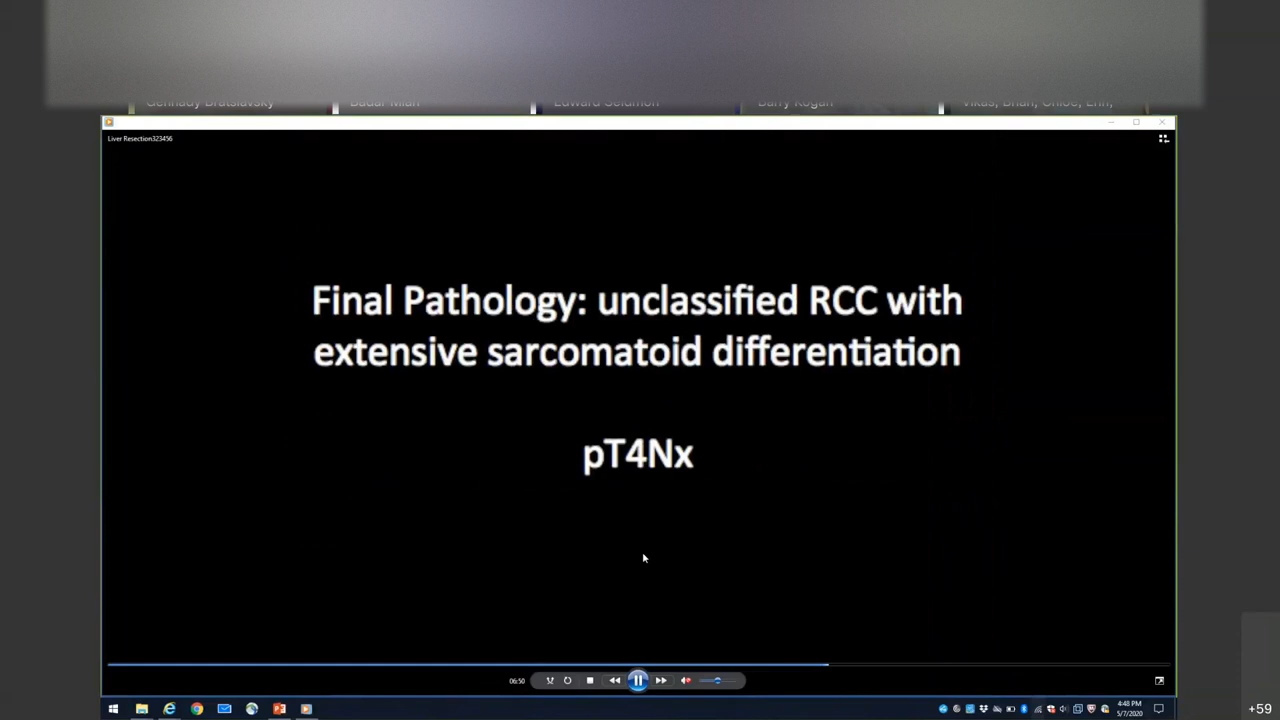 Liver Resection323456
Final Pathology: unclassified RCC with
extensive sarcomatoid differentiation
pT4Nx
06:50
4:48 PM
5/7/2020
+59